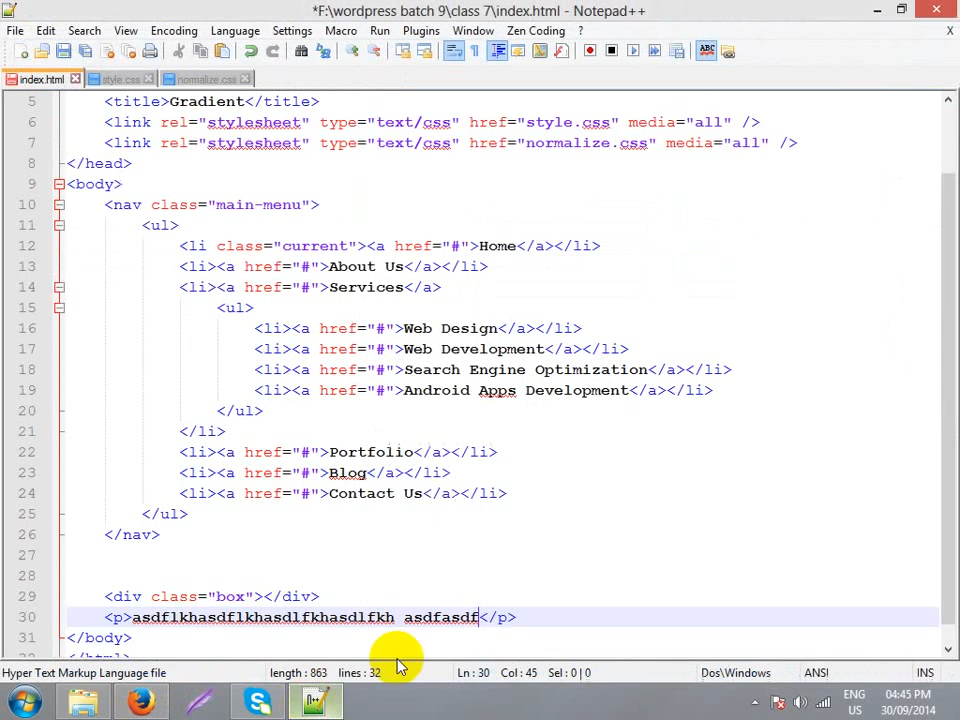 *F:\wordpress batch 9\class 7\index.html - Notepad++
File Edit Search View Encoding Language Settings Macro Run Plugins Window Zen Coding ? X
index.html style.css normalize.css
5 <title>Gradient</title>
6 <link rel="stylesheet" type="text/css" href="style.css" media="all" />
7 <link rel="stylesheet" type="text/css" href="normalize.css" media="all" />
8 </head>
9 <body>
10 <nav class="main-menu">
11 <ul>
12 <li class="current"><a href="#">Home</a></li>
13 <li><a href="#">About Us</a></li>
14 <li><a href="#">Services</a>
15 <ul>
16 <li><a href="#">Web Design</a></li>
17 <li><a href="#">Web Development</a></li>
18 <li><a href="#">Search Engine Optimization</a></li>
19 <li><a href="#">Android Apps Development</a></li>
20 </ul>
21 </li>
22 <li><a href="#">Portfolio</a></li>
23 <li><a href="#">Blog</a></li>
24 <li><a href="#">Contact Us</a></li>
25 </ul>
26 </nav>
27
28
29 <div class="box"></div>
30 <p>asdflkhasdflkhasdlfkhasdlfkh asdfasdf</p>
31 </body>
32 </html>
Hyper Text Markup Language file length : 863 lines : 32 Ln : 30 Col : 45 Sel : 0 | 0 Dos\Windows ANSI INS
ENG 04:45 PM
US 30/09/2014